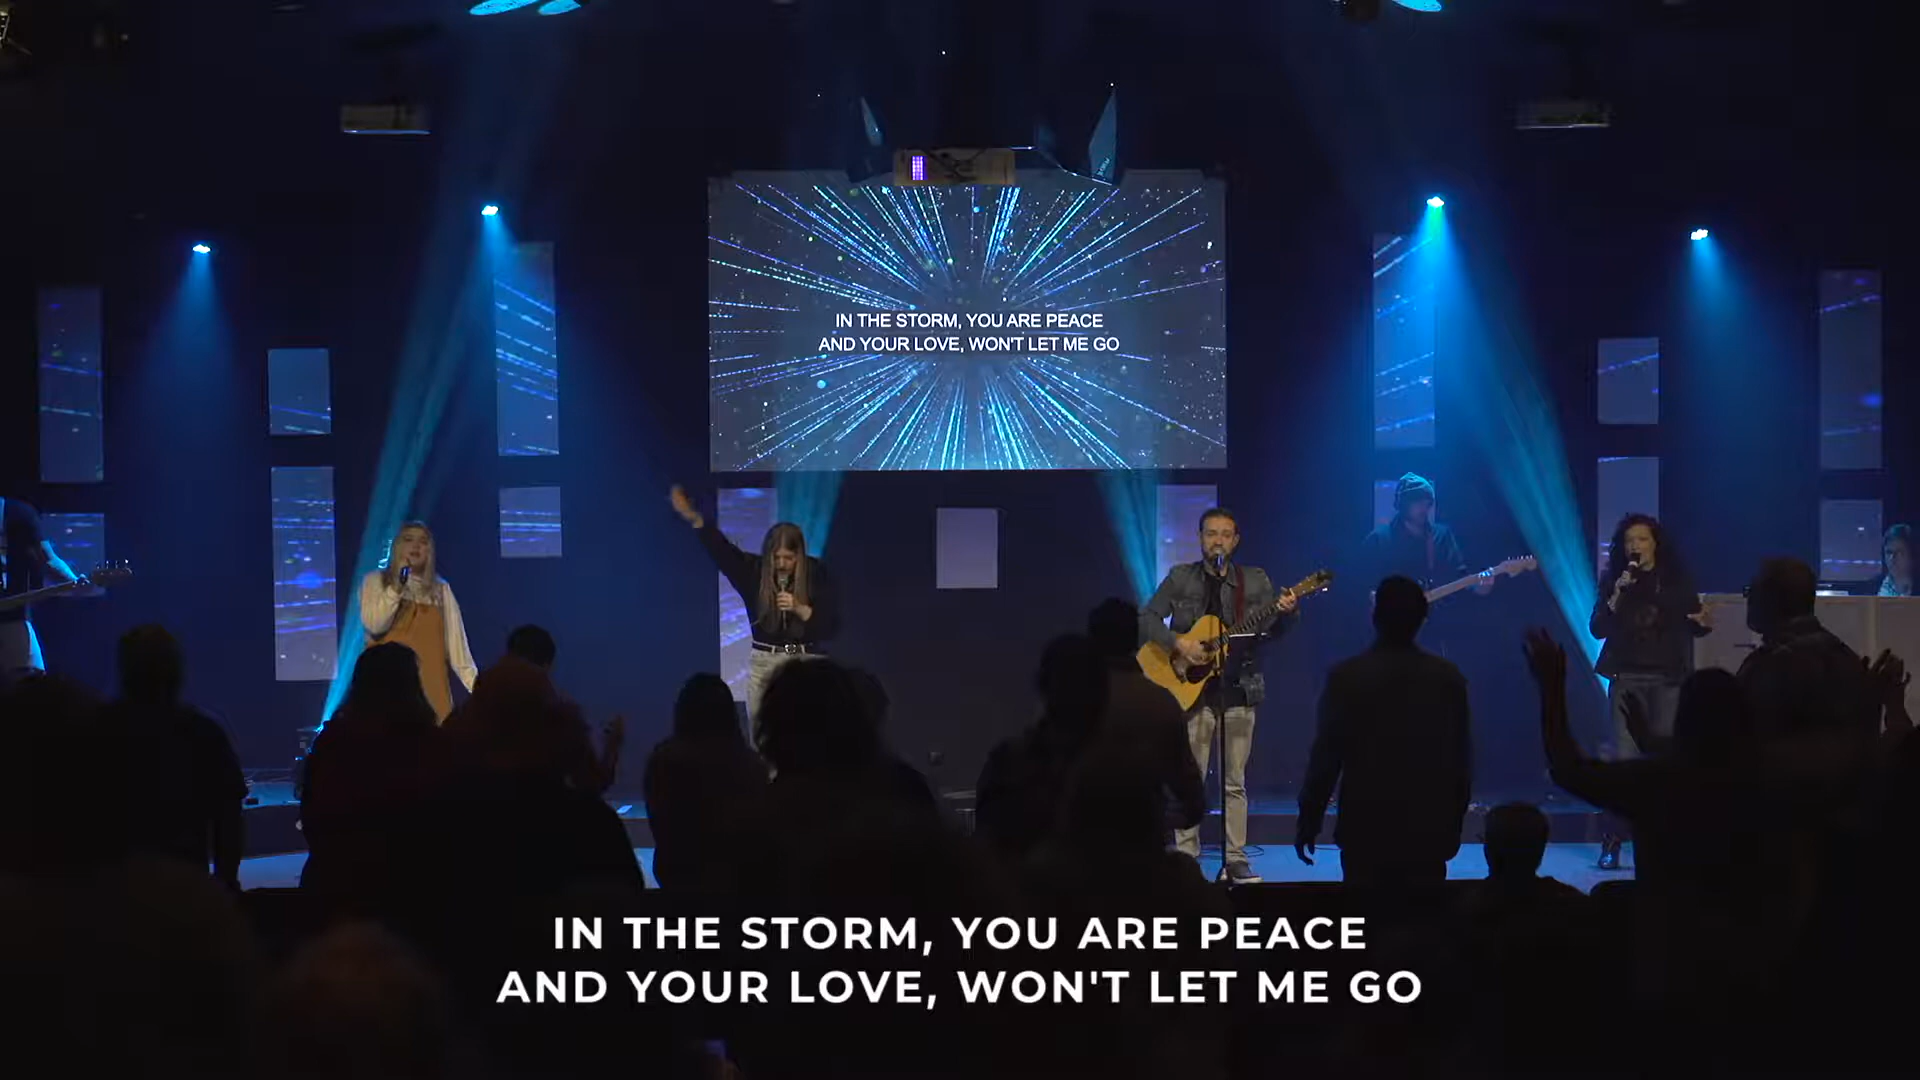 IN THE STORM, YOU ARE PEACE
AND YOUR LOVE, WON'T LET ME GO
IN THE STORM, YOU ARE PEACE
AND YOUR LOVE, WON'T LET ME GO